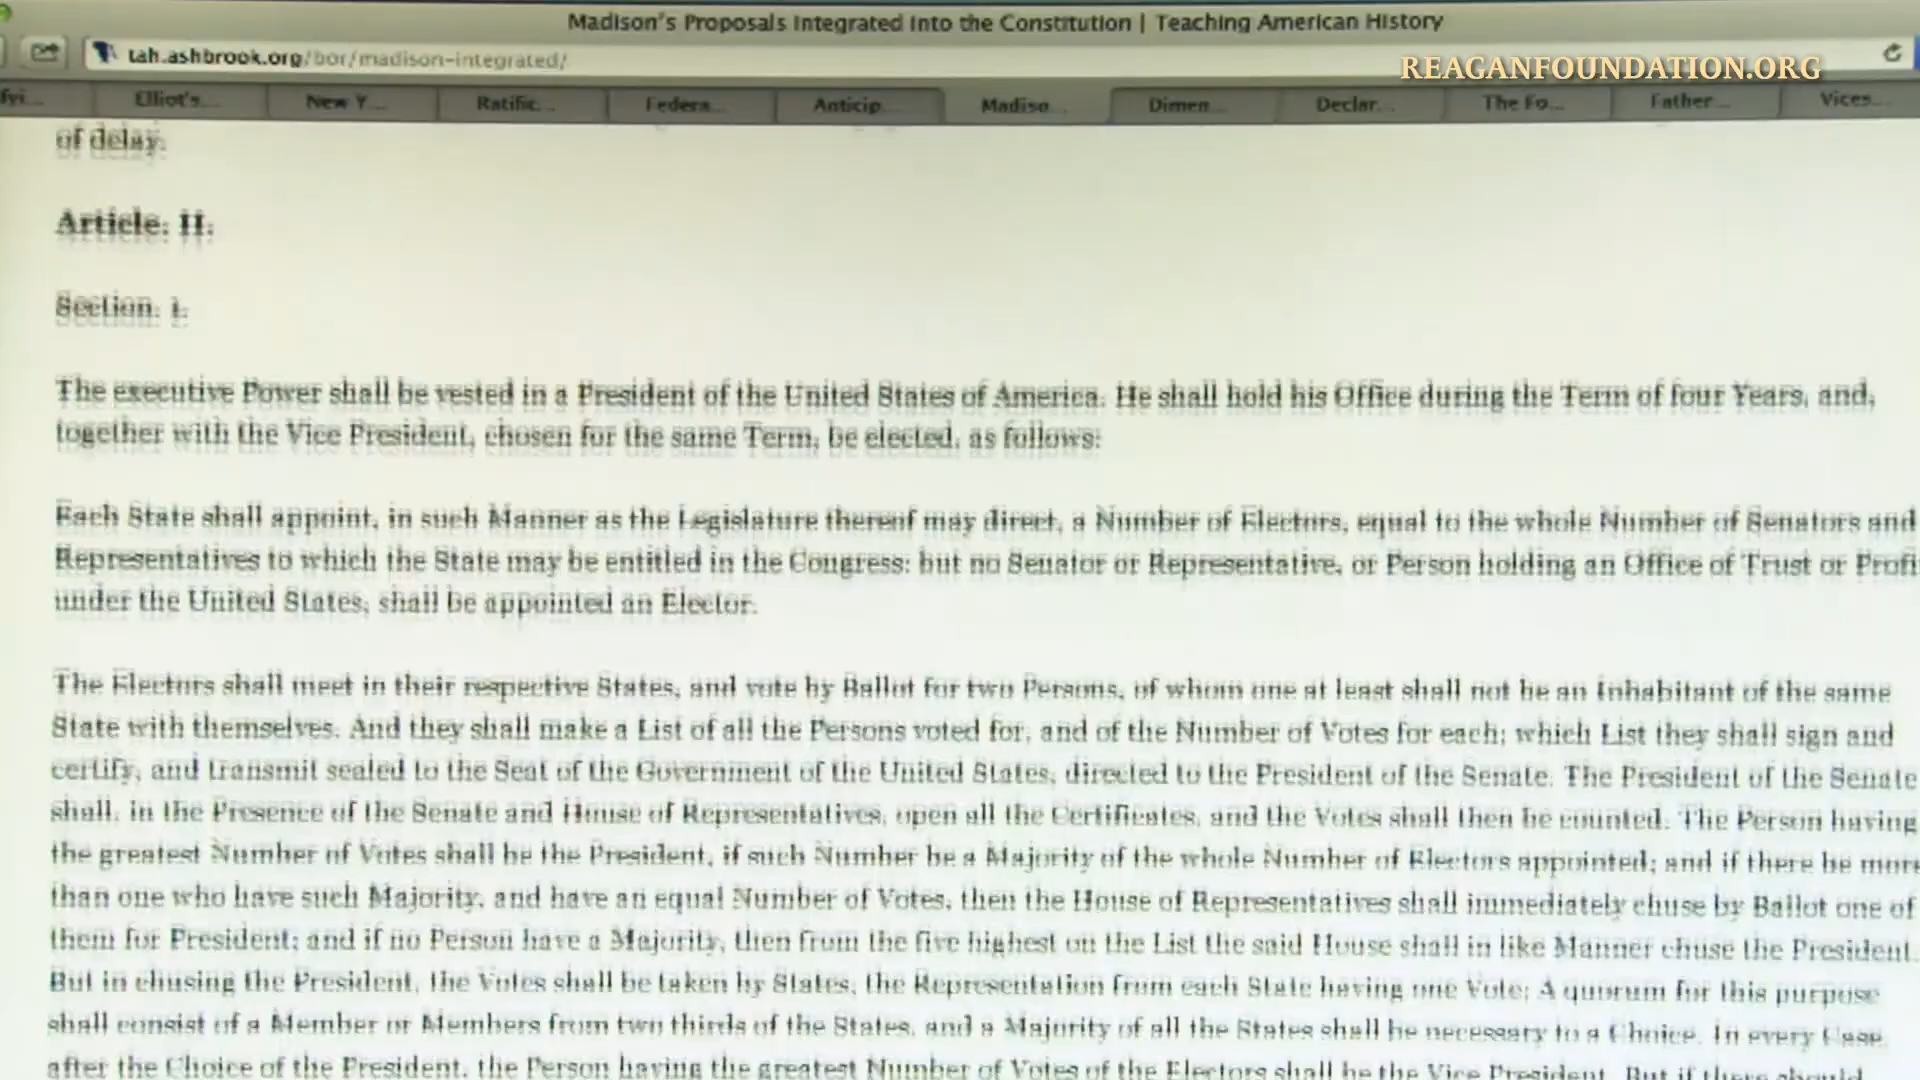 Madison's Proposals Integrated Into the Constitution | Teaching American History
tah.ashbrook.org/bor/madison-integrated/
REAGANFOUNDATION.ORG
fyi... Elliot's... New Y... Ratific... Federa... Anticip... Madiso... Dimen... Declar... The Fo... Father... Vices...
of delay.
Article. II.
Section. 1.
The executive Power shall be vested in a President of the United States of America. He shall hold his Office during the Term of four Years, and,
together with the Vice President, chosen for the same Term, be elected, as follows:
Each State shall appoint, in such Manner as the Legislature thereof may direct, a Number of Electors, equal to the whole Number of Senators and
Representatives to which the State may be entitled in the Congress: but no Senator or Representative, or Person holding an Office of Trust or Profi
under the United States, shall be appointed an Elector.
The Electors shall meet in their respective States, and vote by Ballot for two Persons, of whom one at least shall not be an Inhabitant of the same
State with themselves. And they shall make a List of all the Persons voted for, and of the Number of Votes for each; which List they shall sign and
certify, and transmit sealed to the Seat of the Government of the United States, directed to the President of the Senate. The President of the Senate
shall, in the Presence of the Senate and House of Representatives, open all the Certificates, and the Votes shall then be counted. The Person having
the greatest Number of Votes shall be the President, if such Number be a Majority of the whole Number of Electors appointed; and if there be more
than one who have such Majority, and have an equal Number of Votes, then the House of Representatives shall immediately chuse by Ballot one of
them for President; and if no Person have a Majority, then from the five highest on the List the said House shall in like Manner chuse the President.
But in chusing the President, the Votes shall be taken by States, the Representation from each State having one Vote; A quorum for this purpose
shall consist of a Member or Members from two thirds of the States, and a Majority of all the States shall be necessary to a Choice. In every Case,
after the Choice of the President, the Person having the greatest Number of Votes of the Electors shall be the Vice President. But if there should